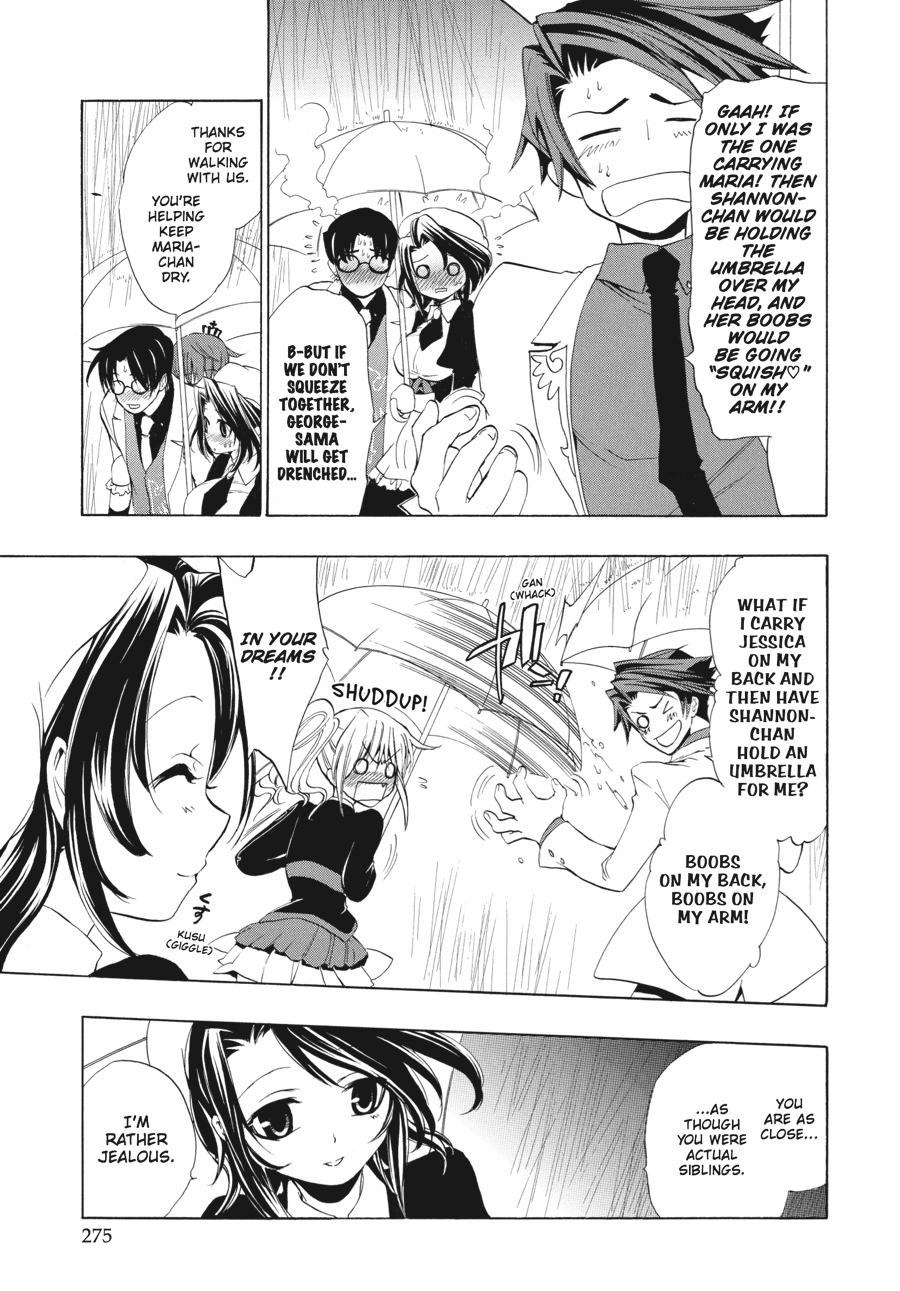 GAAH! IF
ONLY I WAS
THE ONE
CARRYING
MARIA! THEN
SHANNON-
CHAN WOULD
BE HOLDING
THE
UMBRELLA
OVER MY
HEAD, AND
HER BOOBS
WOULD
BE GOING
“SQUISH♡”
ON MY
ARM!!
B-BUT IF
WE DON'T
SQUEEZE
TOGETHER,
GEORGE-
SAMA
WILL GET
DRENCHED...
THANKS
FOR
WALKING
WITH US.
YOU'RE
HELPING
KEEP
MARIA-
CHAN
DRY.
WHAT IF
I CARRY
JESSICA
ON MY
BACK AND
THEN HAVE
SHANNON-
CHAN
HOLD AN
UMBRELLA
FOR ME?
BOOBS
ON MY BACK,
BOOBS ON
MY ARM!
GAN
(WHACK)
ガン!
SHUDDUP!
IN YOUR
DREAMS
!!
くす
KUSU
(GIGGLE)
YOU
ARE AS
CLOSE...
...AS
THOUGH
YOU WERE
ACTUAL
SIBLINGS.
I'M
RATHER
JEALOUS.
275